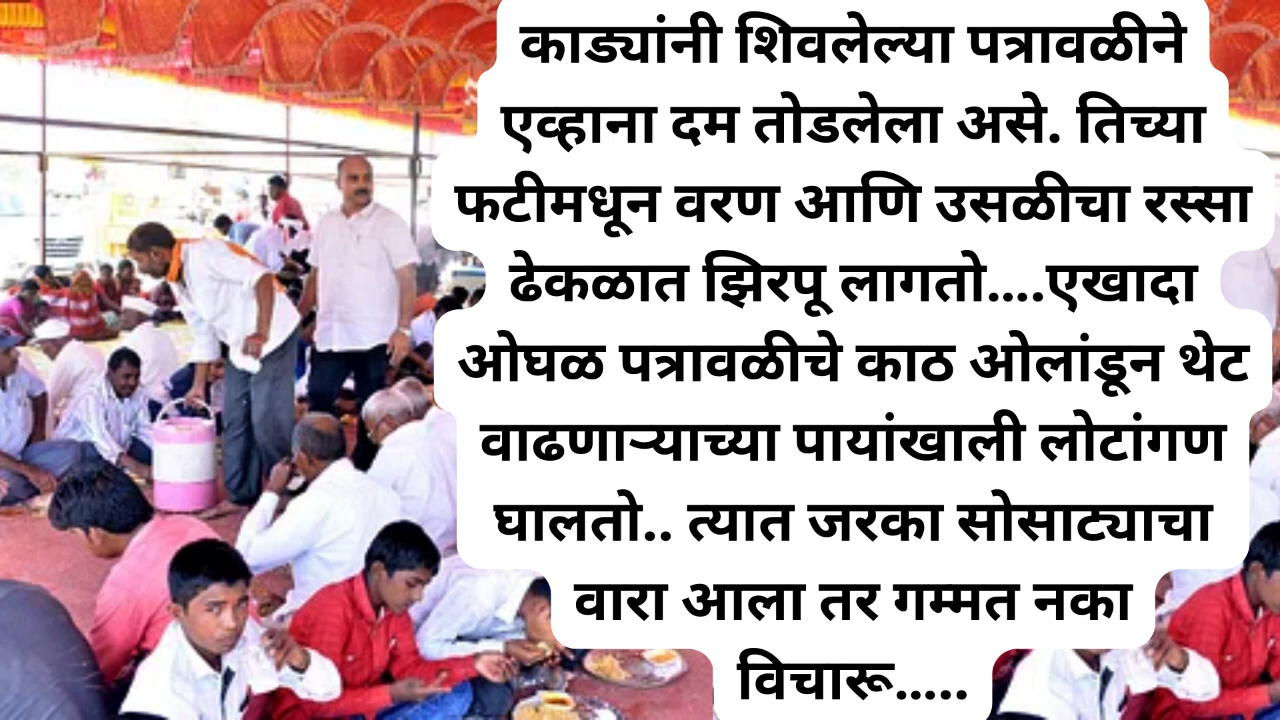 काड्यांनी शिवलेल्या पत्रावळीने
एव्हाना दम तोडलेला असे. तिच्या
फटीमधून वरण आणि उसळीचा रस्सा
ढेकळात झिरपू लागतो....एखादा
ओघळ पत्रावळीचे काठ ओलांडून थेट
वाढणाऱ्याच्या पायांखाली लोटांगण
घालतो.. त्यात जरका सोसाट्याचा
वारा आला तर गम्मत नका
विचारू.....